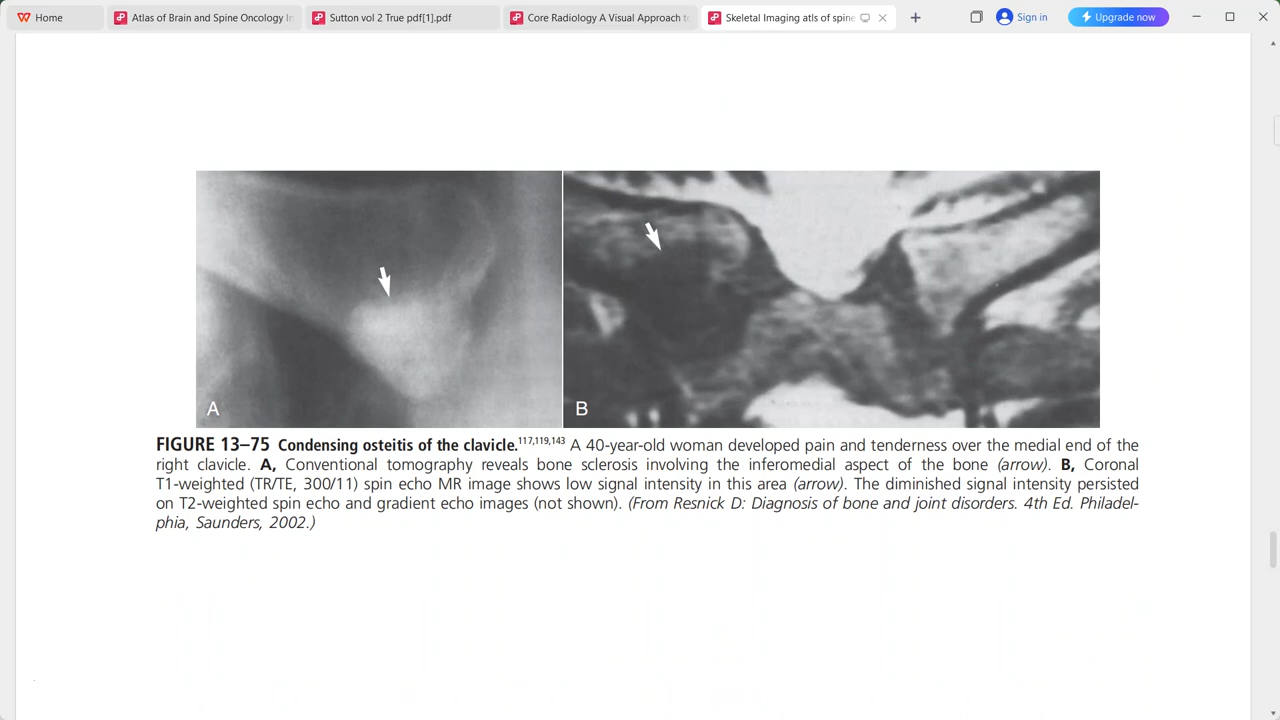 Home
Atlas of Brain and Spine Oncology
Sutton vol 2 True pdf[1].pdf
Core Radiology A Visual Approach to
Skeletal Imaging atls of spine
Sign in
Upgrade now
A
B
FIGURE 13–75 Condensing osteitis of the clavicle.117,119,143 A 40-year-old woman developed pain and tenderness over the medial end of the
right clavicle. A, Conventional tomography reveals bone sclerosis involving the inferomedial aspect of the bone (arrow). B, Coronal
T1-weighted (TR/TE, 300/11) spin echo MR image shows low signal intensity in this area (arrow). The diminished signal intensity persisted
on T2-weighted spin echo and gradient echo images (not shown). (From Resnick D: Diagnosis of bone and joint disorders. 4th Ed. Philadel-
phia, Saunders, 2002.)